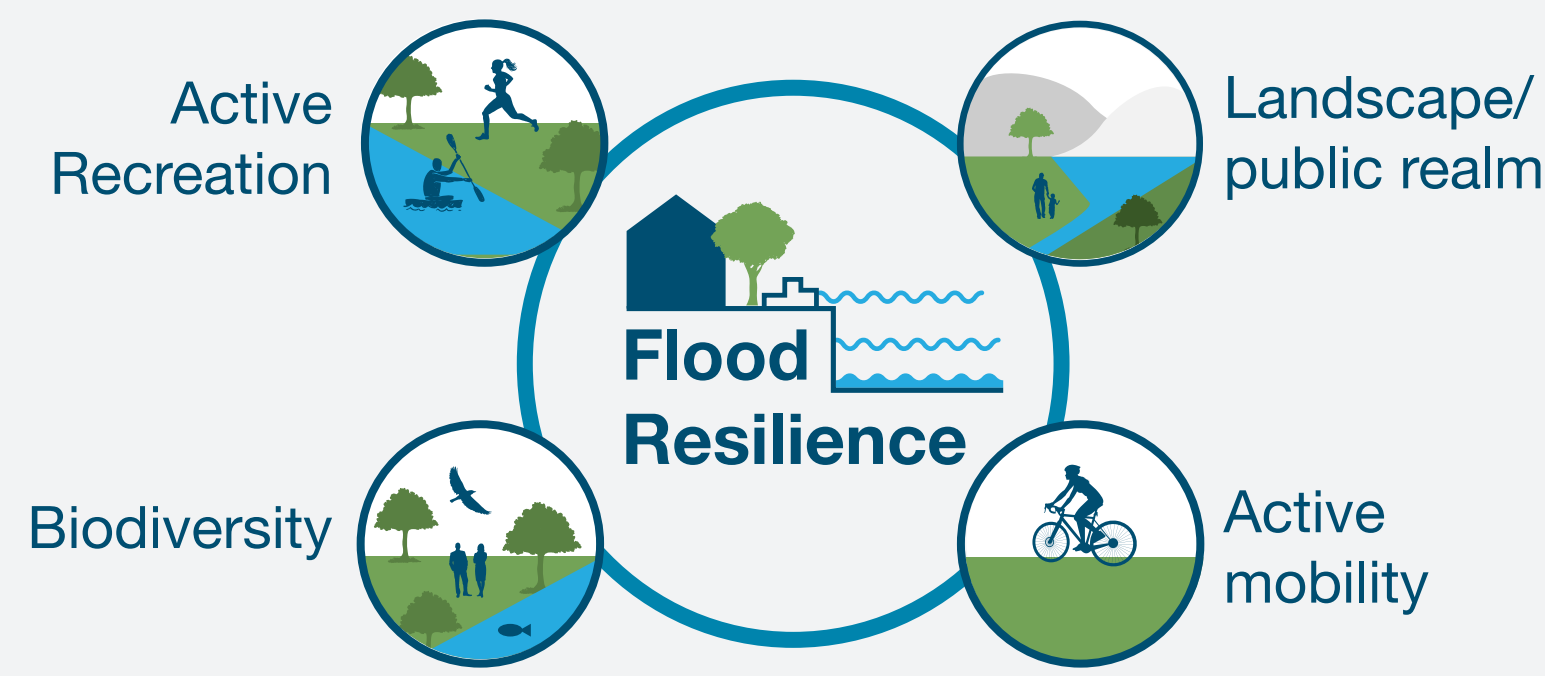 Active
Recreation
Landscape/
public realm
Flood
Resilience
Biodiversity
Active
mobility